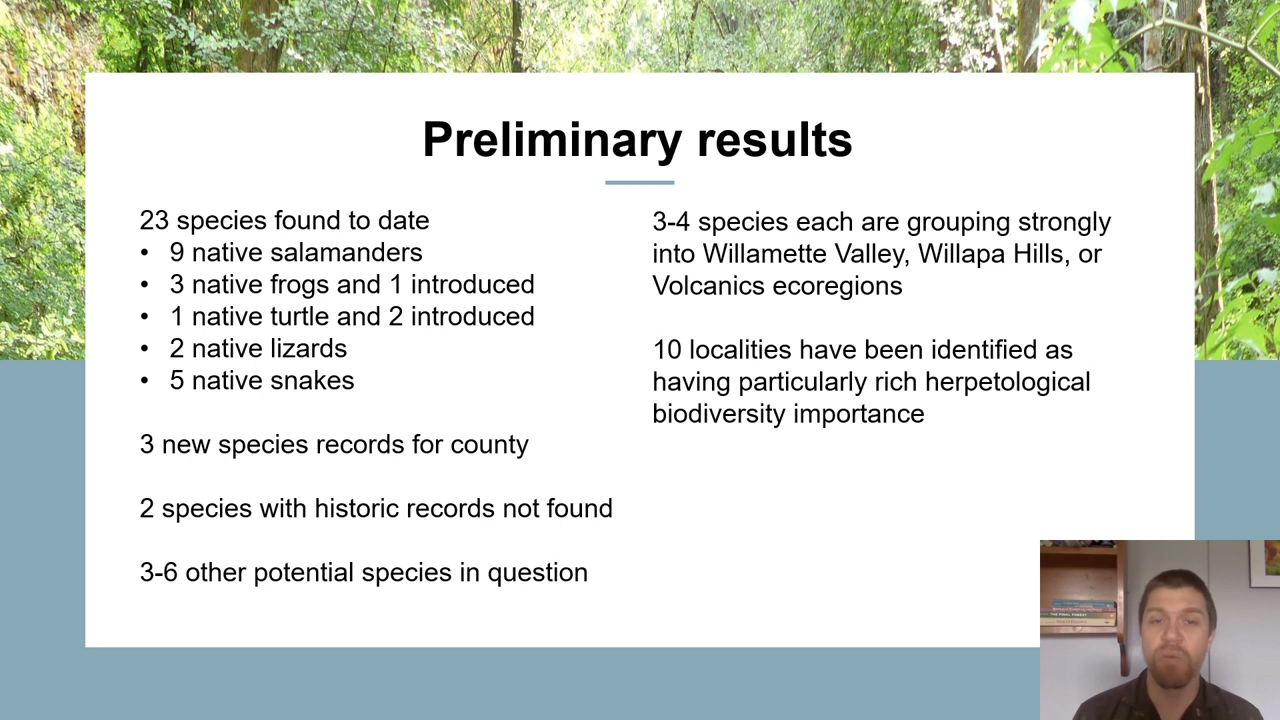 Preliminary results
23 species found to date
• 9 native salamanders
• 3 native frogs and 1 introduced
• 1 native turtle and 2 introduced
• 2 native lizards
• 5 native snakes
3 new species records for county
2 species with historic records not found
3-6 other potential species in question
3-4 species each are grouping strongly
into Willamette Valley, Willapa Hills, or
Volcanics ecoregions
10 localities have been identified as
having particularly rich herpetological
biodiversity importance
THE FINAL FOREST